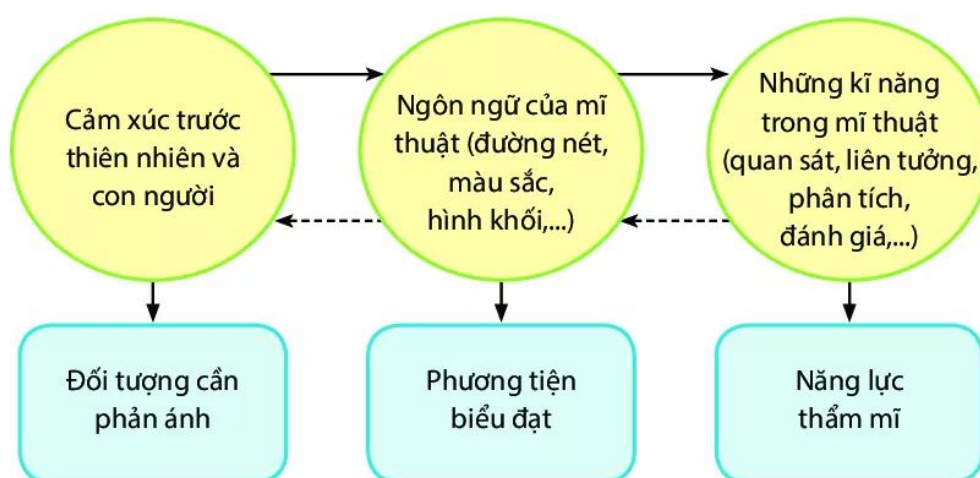 Cảm xúc trước
thiên nhiên và
con người
Ngôn ngữ của mĩ
thuật (đường nét,
màu sắc,
hình khối,...)
Những kĩ năng
trong mĩ thuật
(quan sát, liên tưởng,
phân tích,
đánh giá,...)
Đối tượng cần
phản ánh
Phương tiện
biểu đạt
Năng lực
thẩm mĩ